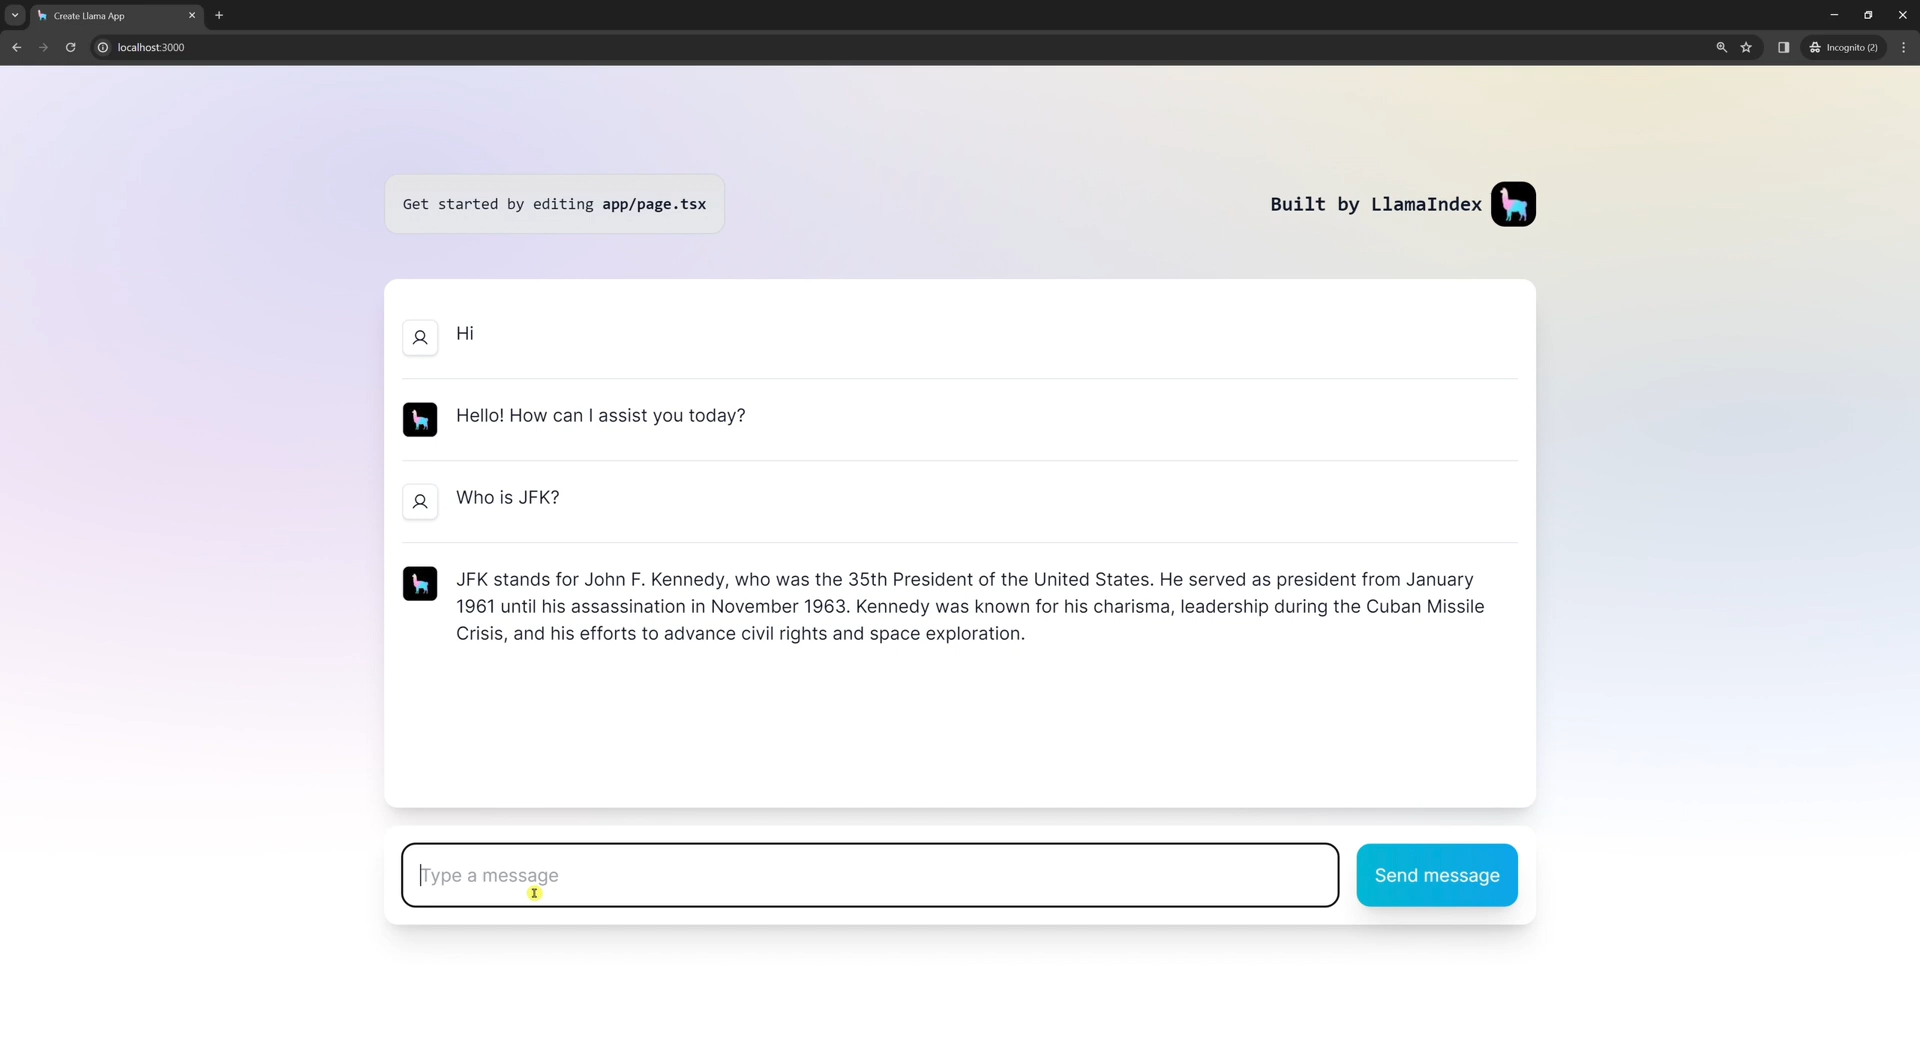 Create Llama App
localhost:3000
Incognito (2)
Get started by editing app/page.tsx
Built by LlamaIndex
Hi
Hello! How can I assist you today?
Who is JFK?
JFK stands for John F. Kennedy, who was the 35th President of the United States. He served as president from January
1961 until his assassination in November 1963. Kennedy was known for his charisma, leadership during the Cuban Missile
Crisis, and his efforts to advance civil rights and space exploration.
Type a message
Send message